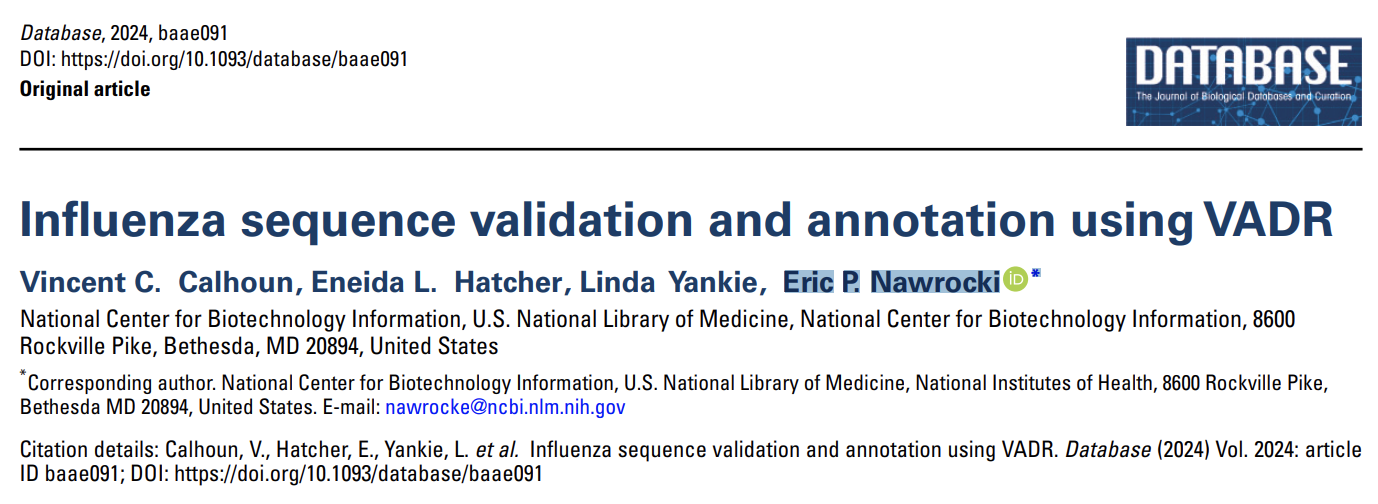 Database, 2024, baae091
DOI: https://doi.org/10.1093/database/baae091
Original article
DATABASE
The Journal of Biological Databases and Curation
Influenza sequence validation and annotation using VADR
Vincent C. Calhoun, Eneida L. Hatcher, Linda Yankie, Eric P. Nawrocki iD *
National Center for Biotechnology Information, U.S. National Library of Medicine, National Center for Biotechnology Information, 8600
Rockville Pike, Bethesda, MD 20894, United States
*Corresponding author. National Center for Biotechnology Information, U.S. National Library of Medicine, National Institutes of Health, 8600 Rockville Pike,
Bethesda MD 20894, United States. E-mail: nawrocke@ncbi.nlm.nih.gov
Citation details: Calhoun, V., Hatcher, E., Yankie, L. et al. Influenza sequence validation and annotation using VADR. Database (2024) Vol. 2024: article
ID baae091; DOI: https://doi.org/10.1093/database/baae091